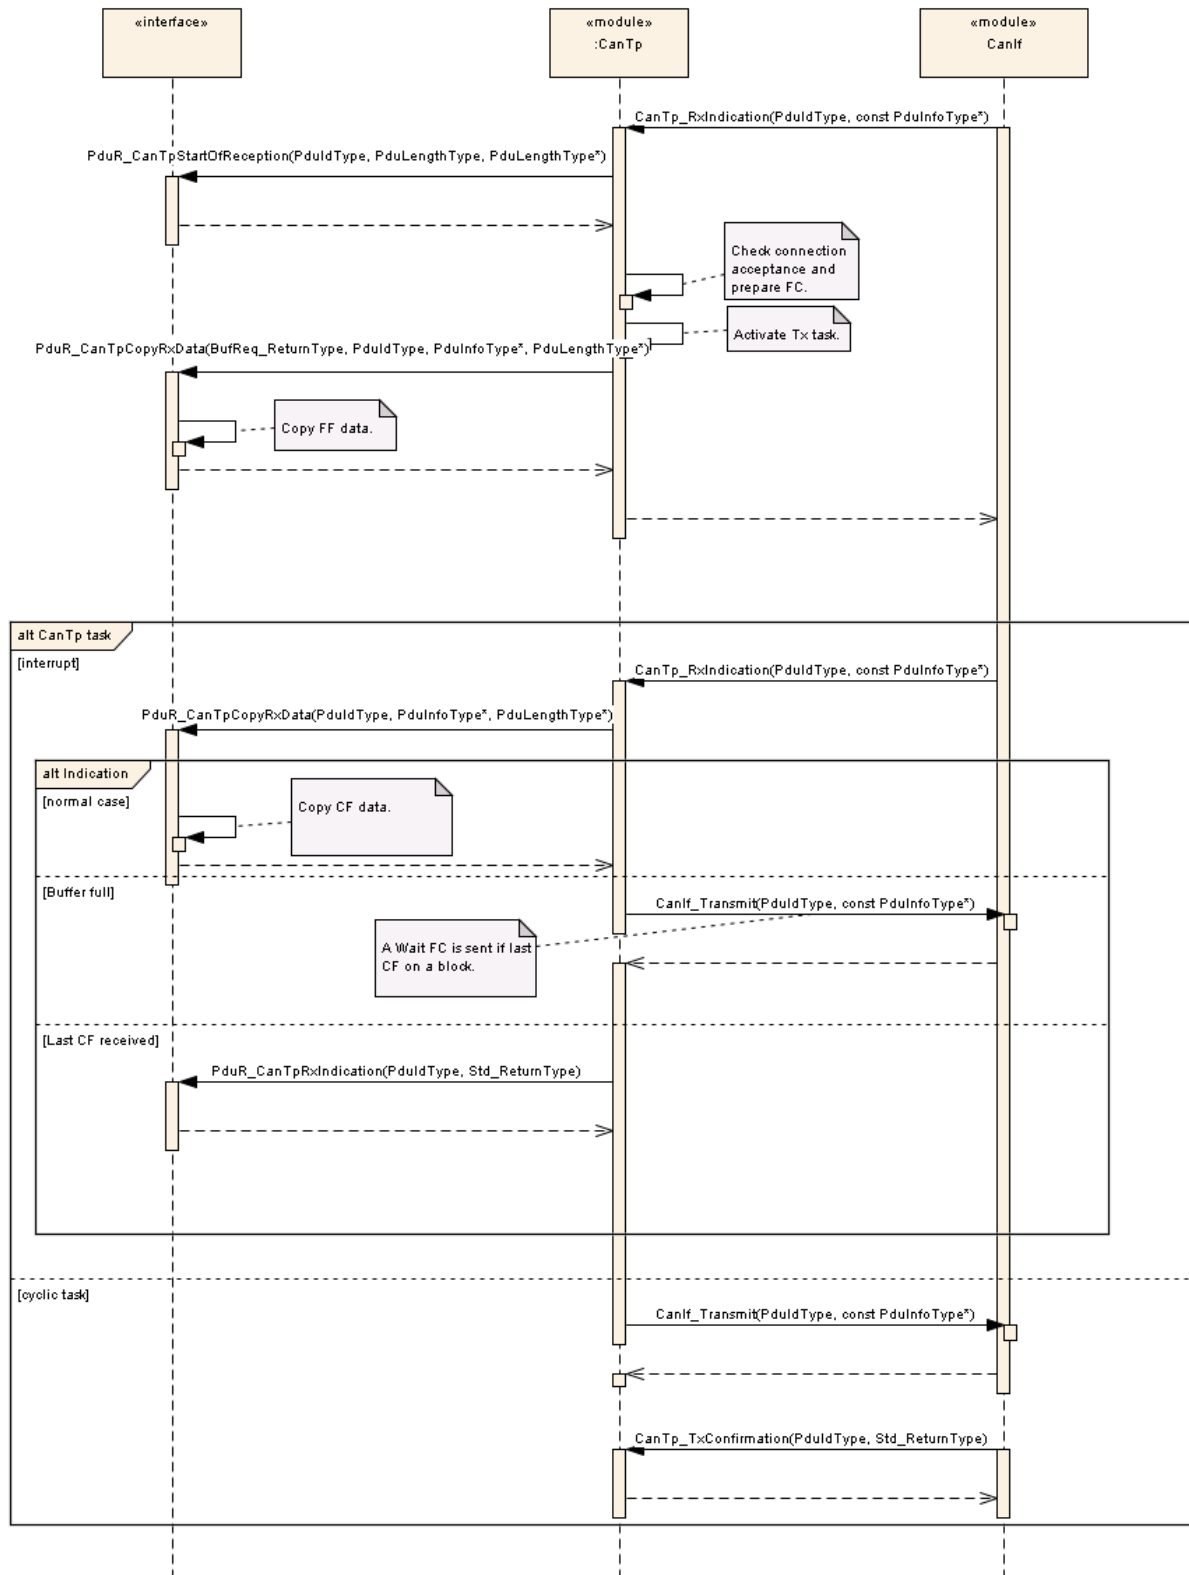 «interface»
«module»
:CanTp
«module»
CanIf
CanTp_RxIndication(PduIdType, const PduInfoType*)
PduR_CanTpStartOfReception(PduIdType, PduLengthType, PduLengthType*)
Check connection
acceptance and
prepare FC.
Activate Tx task.
PduR_CanTpCopyRxData(BufReq_ReturnType, PduIdType, PduInfoType*, PduLengthType*)
Copy FF data.
alt CanTp task
[interrupt]
CanTp_RxIndication(PduIdType, const PduInfoType*)
PduR_CanTpCopyRxData(PduIdType, PduInfoType*, PduLengthType*)
alt Indication
[normal case]
Copy CF data.
[Buffer full]
CanIf_Transmit(PduIdType, const PduInfoType*)
A Wait FC is sent if last
CF on a block.
[Last CF received]
PduR_CanTpRxIndication(PduIdType, Std_ReturnType)
[cyclic task]
CanIf_Transmit(PduIdType, const PduInfoType*)
CanTp_TxConfirmation(PduIdType, Std_ReturnType)